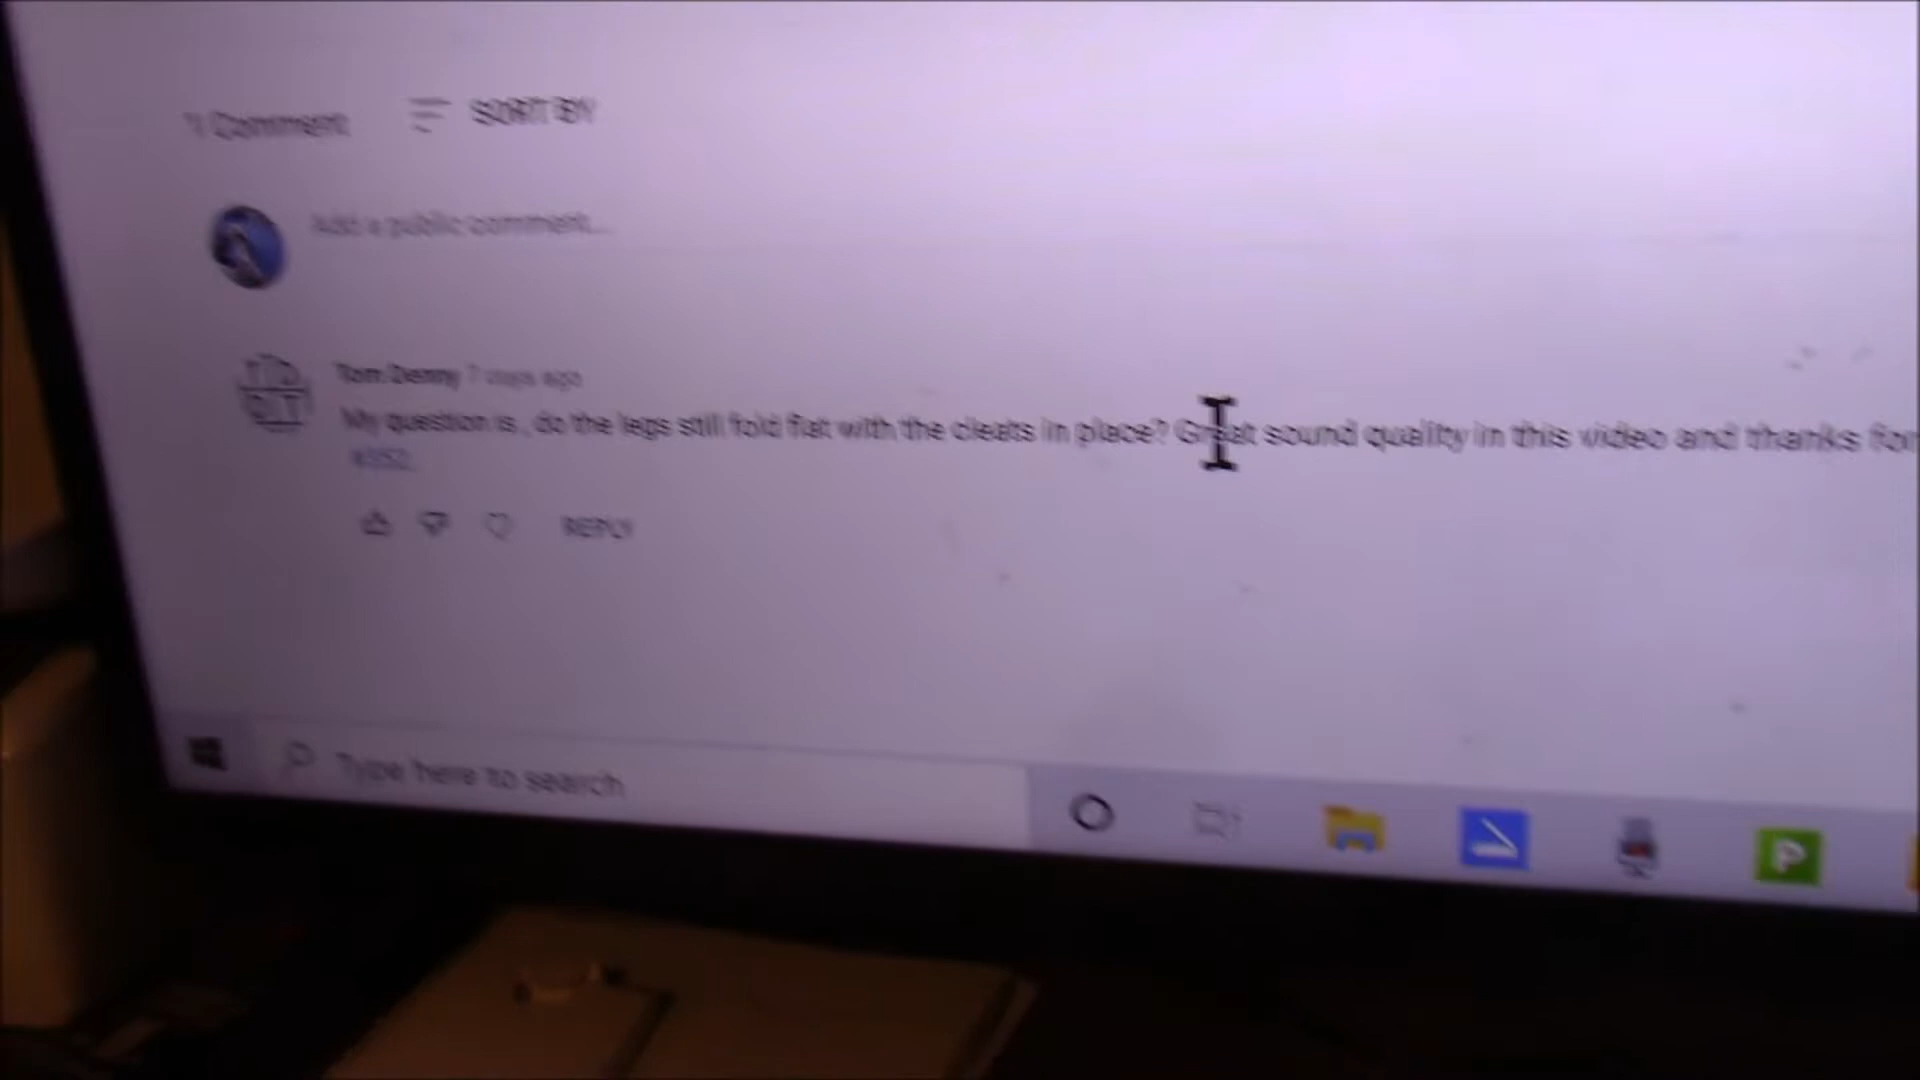 1 Comment SORT BY
Add a public comment...
Tom Denny 7 days ago
My question is, do the legs still fold flat with the cleats in place? Great sound quality in this video and thanks for
REPLY
Type here to search
P